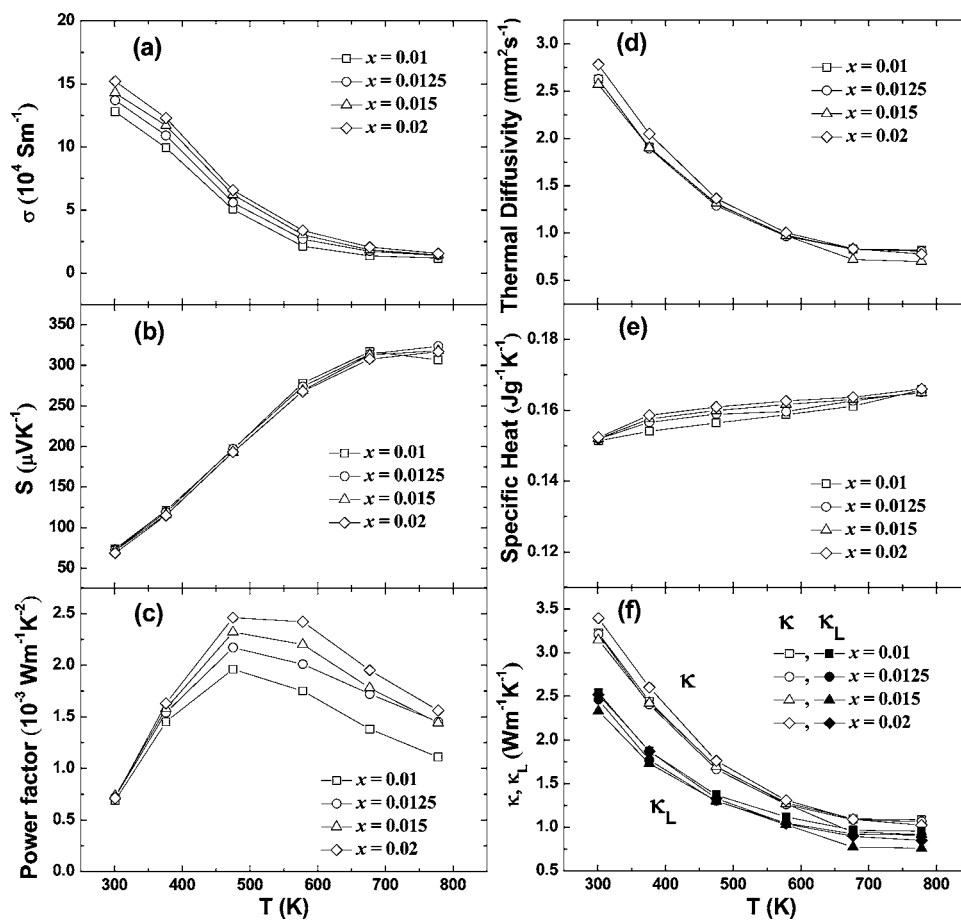 (a)
x = 0.01
x = 0.0125
x = 0.015
x = 0.02
σ (10⁴ Sm⁻¹)
20
15
10
5
0
(b)
x = 0.01
x = 0.0125
x = 0.015
x = 0.02
S (μVK⁻¹)
350
300
250
200
150
100
50
(c)
x = 0.01
x = 0.0125
x = 0.015
x = 0.02
Power factor (10⁻³ Wm⁻¹K⁻²)
2.5
2.0
1.5
1.0
0.5
0.0
300 400 500 600 700 800
T (K)
(d)
x = 0.01
x = 0.0125
x = 0.015
x = 0.02
Thermal Diffusivity (mm²s⁻¹)
3.0
2.5
2.0
1.5
1.0
0.5
(e)
x = 0.01
x = 0.0125
x = 0.015
x = 0.02
Specific Heat (Jg⁻¹K⁻¹)
0.18
0.16
0.14
0.12
(f)
κ κL
, x = 0.01
, x = 0.0125
, x = 0.015
, x = 0.02
κ
κL
κ, κL (Wm⁻¹K⁻¹)
3.5
3.0
2.5
2.0
1.5
1.0
0.5
300 400 500 600 700 800
T (K)